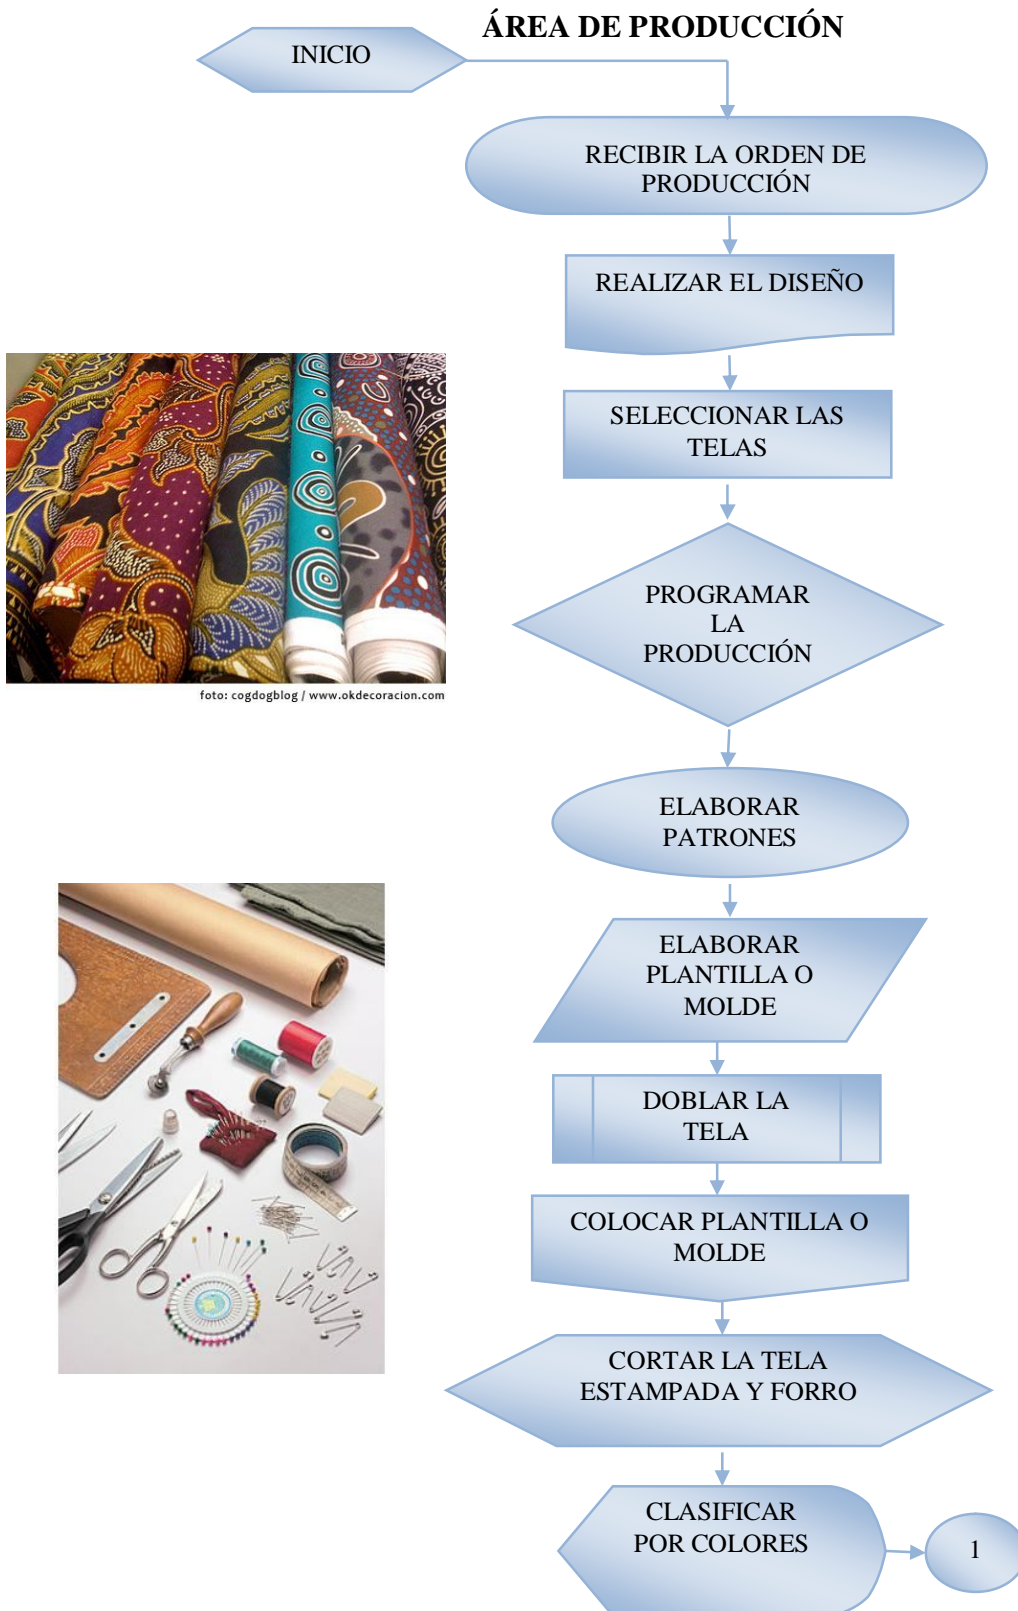 ÁREA DE PRODUCCIÓN
INICIO
RECIBIR LA ORDEN DE
PRODUCCIÓN
REALIZAR EL DISEÑO
SELECCIONAR LAS
TELAS
foto: cogdogblog / www.okdecoracion.com
PROGRAMAR
LA
PRODUCCIÓN
ELABORAR
PATRONES
ELABORAR
PLANTILLA O
MOLDE
DOBLAR LA
TELA
COLOCAR PLANTILLA O
MOLDE
CORTAR LA TELA
ESTAMPADA Y FORRO
CLASIFICAR
POR COLORES
1